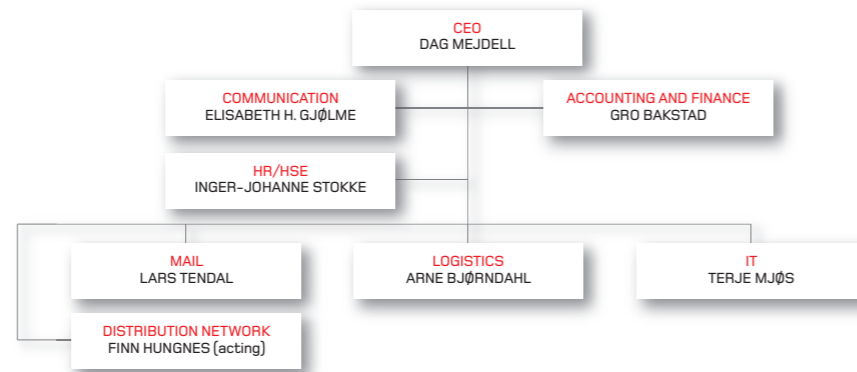 CEO
DAG MEJDELL
COMMUNICATION
ELISABETH H. GJØLME
ACCOUNTING AND FINANCE
GRO BAKSTAD
HR/HSE
INGER-JOHANNE STOKKE
MAIL
LARS TENDAL
LOGISTICS
ARNE BJØRNDAHL
IT
TERJE MJØS
DISTRIBUTION NETWORK
FINN HUNGNES (acting)